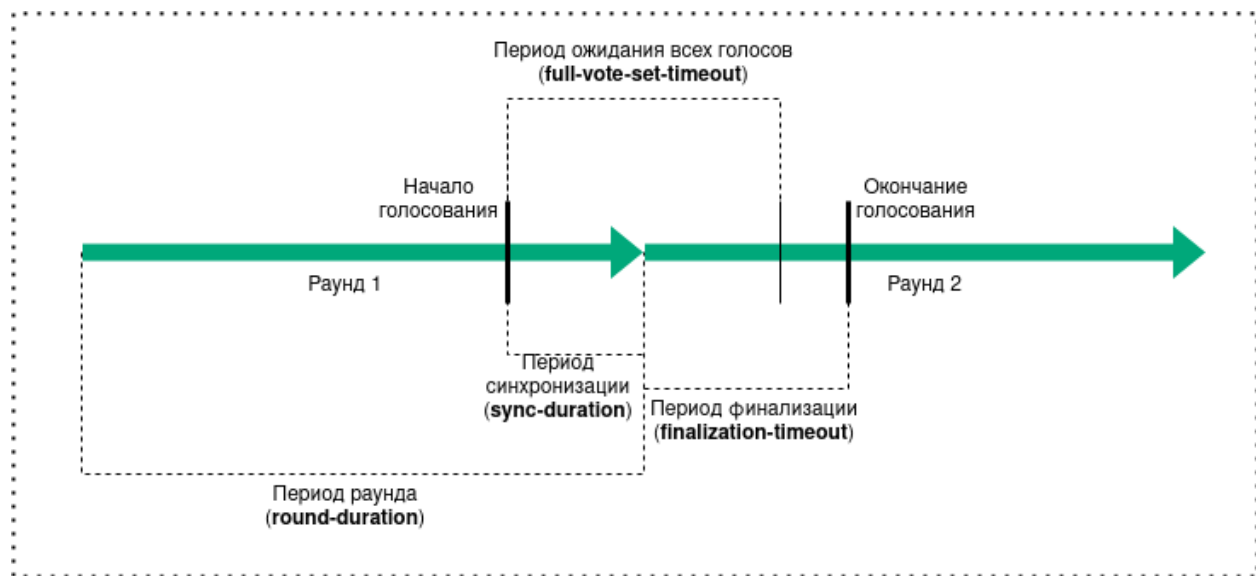 Период ожидания всех голосов
(full-vote-set-timeout)
Начало
голосования
Окончание
голосования
Раунд 1
Раунд 2
Период
синхронизации
(sync-duration)
Период финализации
(finalization-timeout)
Период раунда
(round-duration)